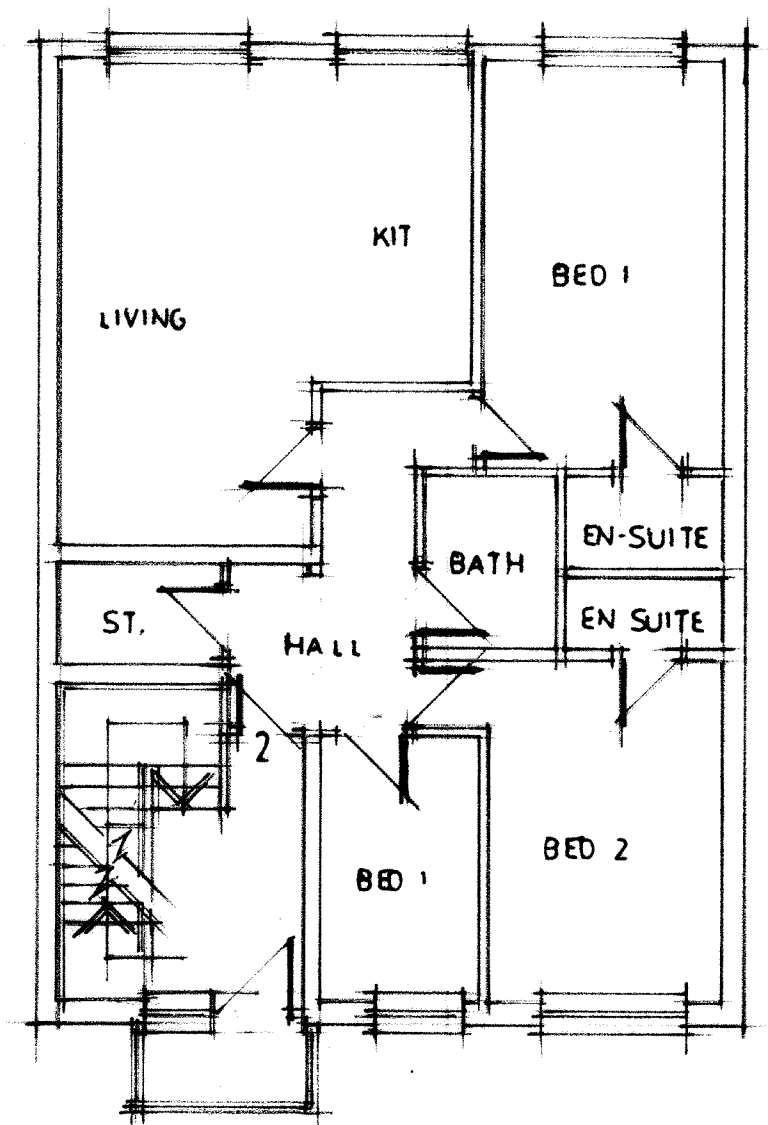 KIT
BED 1
LIVING
EN-SUITE
BATH
ST.
EN SUITE
HALL
2
BED 2
BED 1